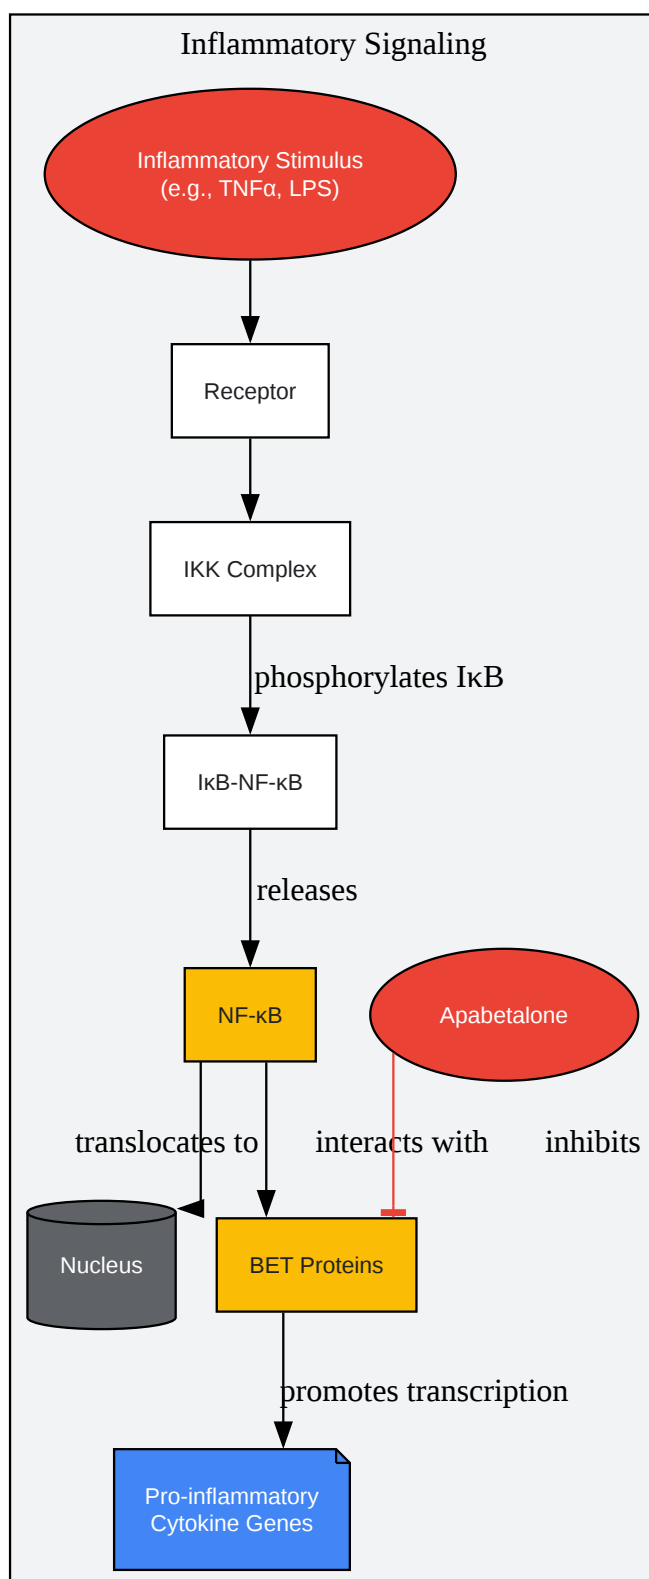 Inflammatory Signaling
Inflammatory Stimulus
(e.g., TNFα, LPS)
Receptor
IKK Complex
phosphorylates IκB
IκB-NF-κB
releases
NF-κB
Apabetalone
translocates to
interacts with
inhibits
Nucleus
BET Proteins
promotes transcription
Pro-inflammatory
Cytokine Genes